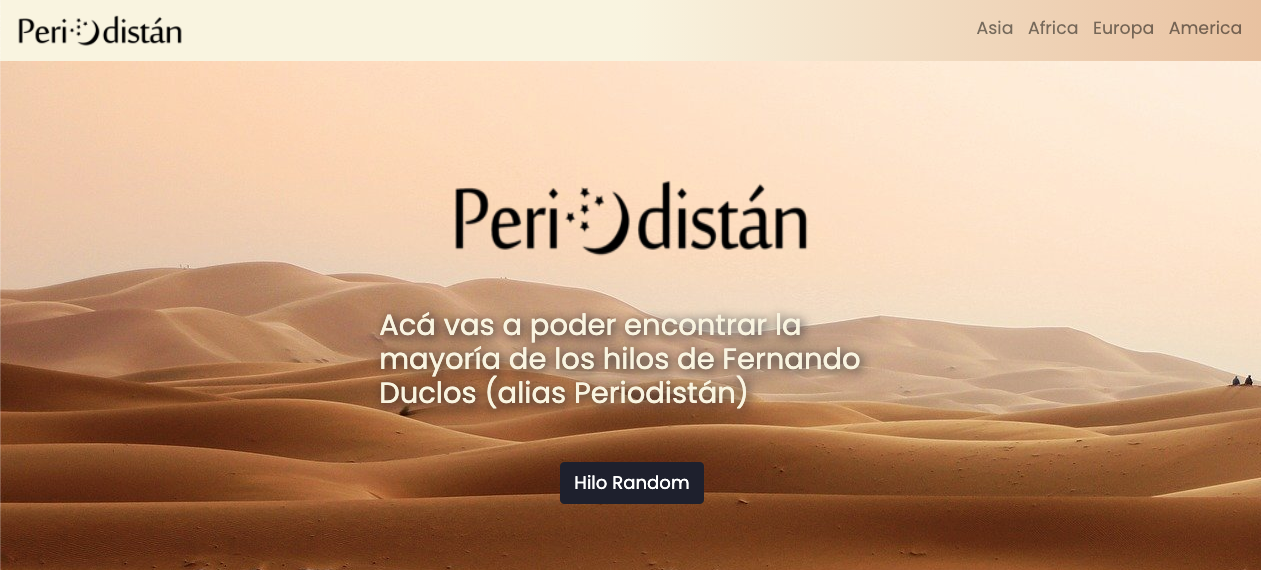 Periodistán
Asia Africa Europa America
Periodistán
Acá vas a poder encontrar la
mayoría de los hilos de Fernando
Duclos (alias Periodistán)
Hilo Random